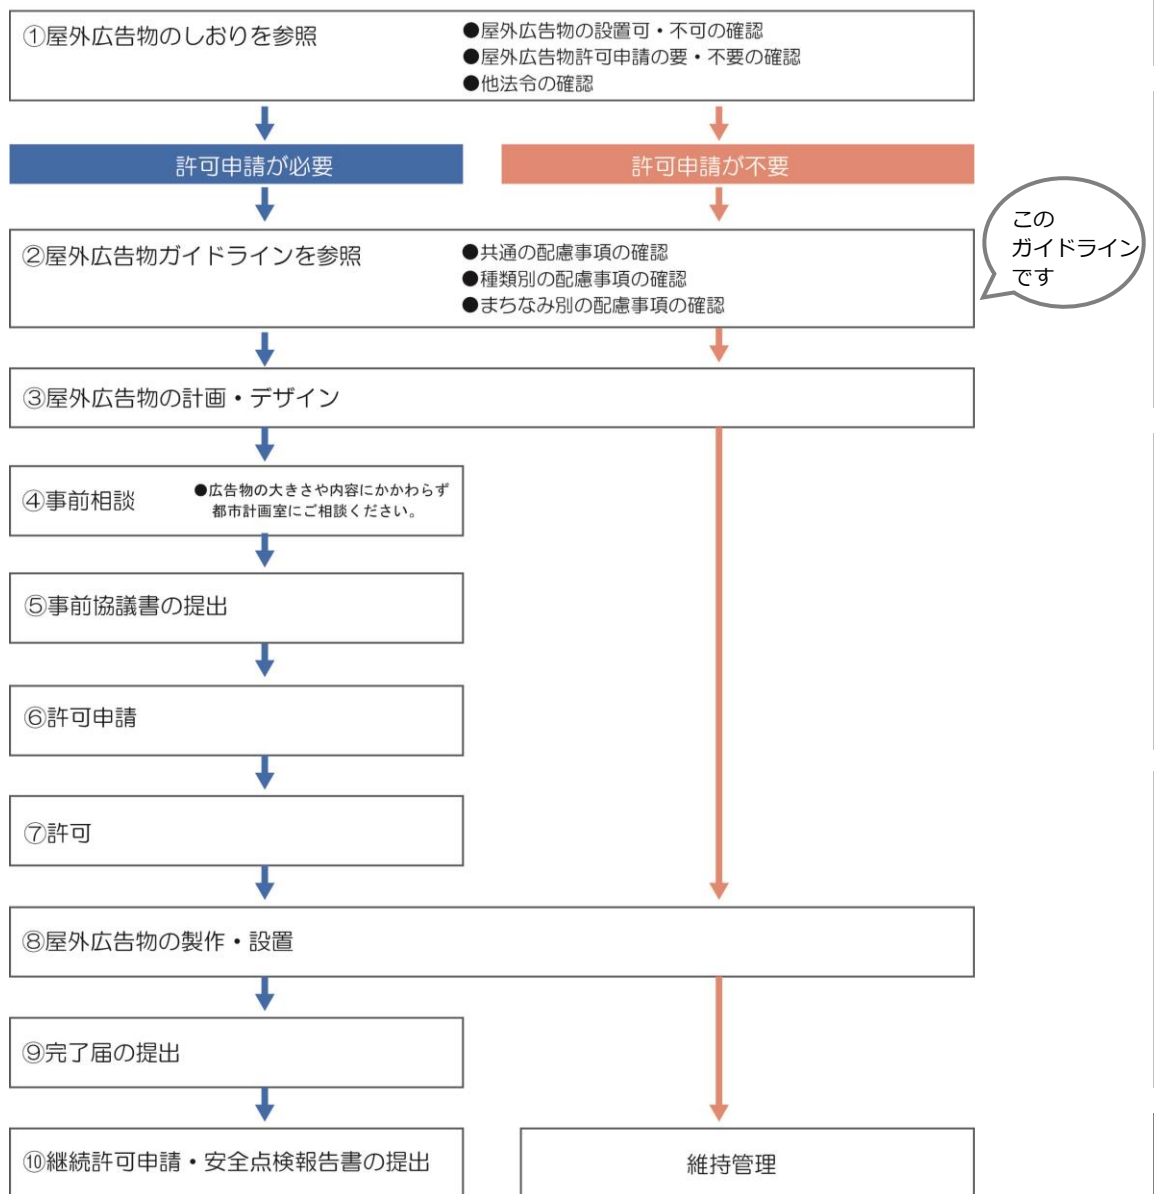 ①屋外広告物のしおりを参照
●屋外広告物の設置可・不可の確認
●屋外広告物許可申請の要・不要の確認
●他法令の確認
許可申請が必要
許可申請が不要
②屋外広告物ガイドラインを参照
●共通の配慮事項の確認
●種類別の配慮事項の確認
●まちなみ別の配慮事項の確認
この
ガイドライン
です
③屋外広告物の計画・デザイン
④事前相談
●広告物の大きさや内容にかかわらず
都市計画室にご相談ください。
⑤事前協議書の提出
⑥許可申請
⑦許可
⑧屋外広告物の製作・設置
⑨完了届の提出
⑩継続許可申請・安全点検報告書の提出
維持管理